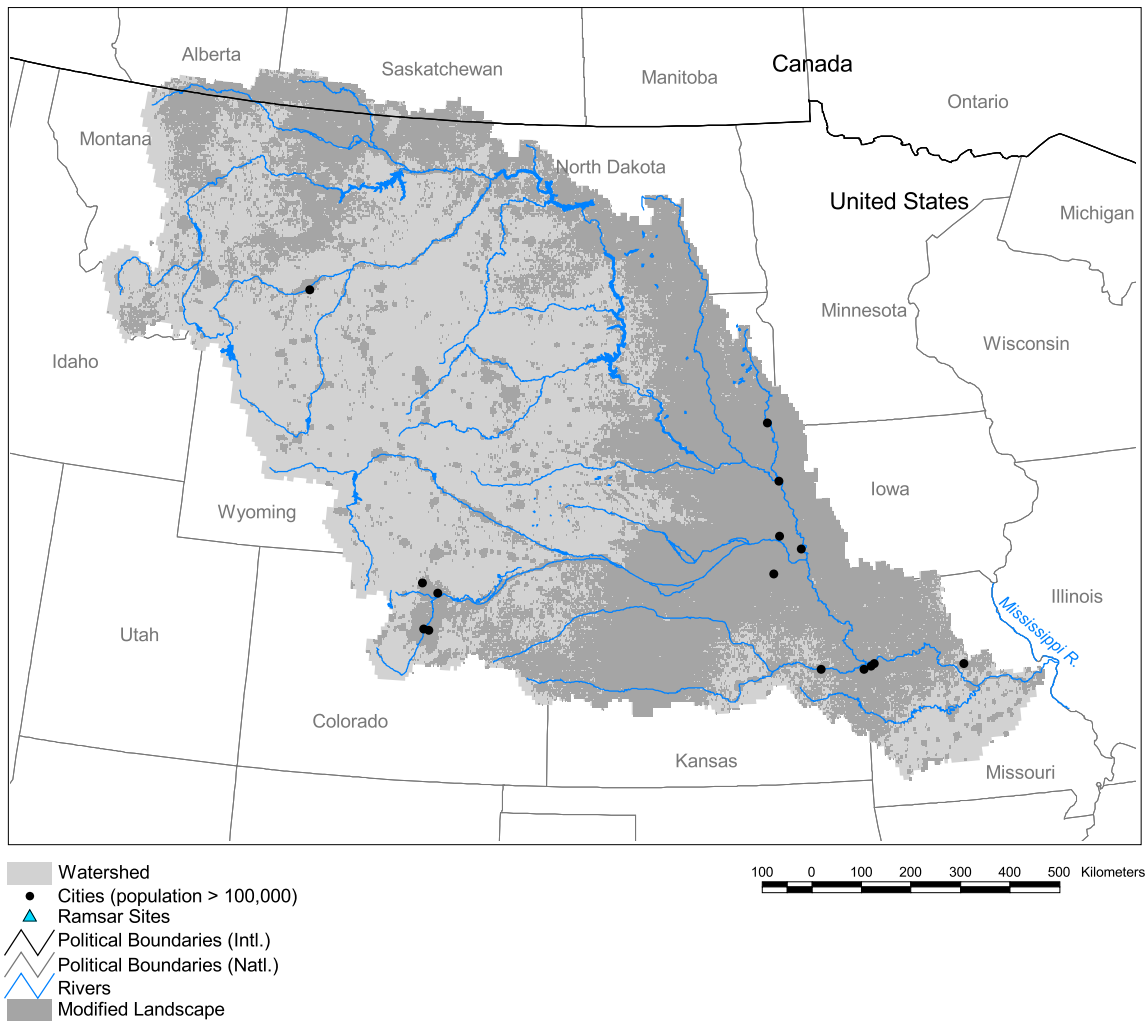 Alberta
Saskatchewan
Manitoba
Canada
Ontario
Montana
North Dakota
United States
Michigan
Minnesota
Wisconsin
Idaho
Iowa
Wyoming
Illinois
Mississippi R.
Utah
Colorado
Kansas
Missouri
Watershed
Cities (population > 100,000)
Ramsar Sites
Political Boundaries (Intl.)
Political Boundaries (Natl.)
Rivers
Modified Landscape
100 0 100 200 300 400 500 Kilometers